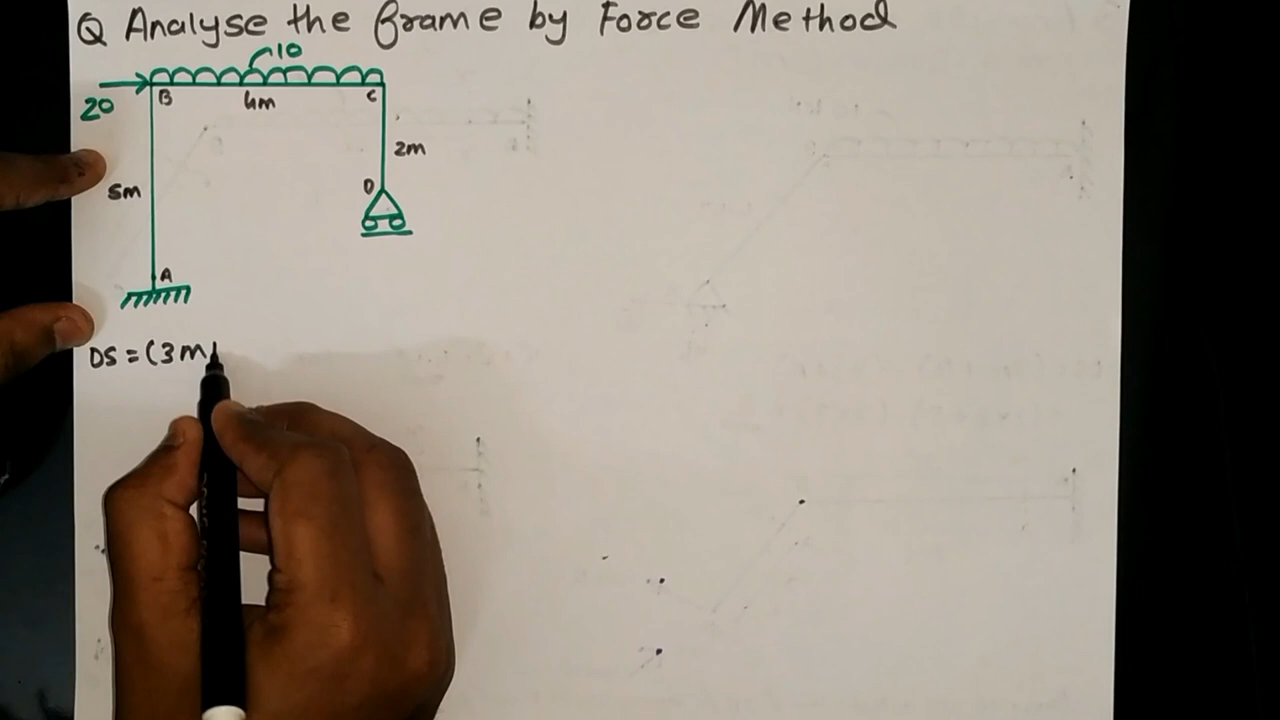 Q Analyse the frame by Force Method
10
20
B
4m
C
2m
5m
D
A
DS = (3m